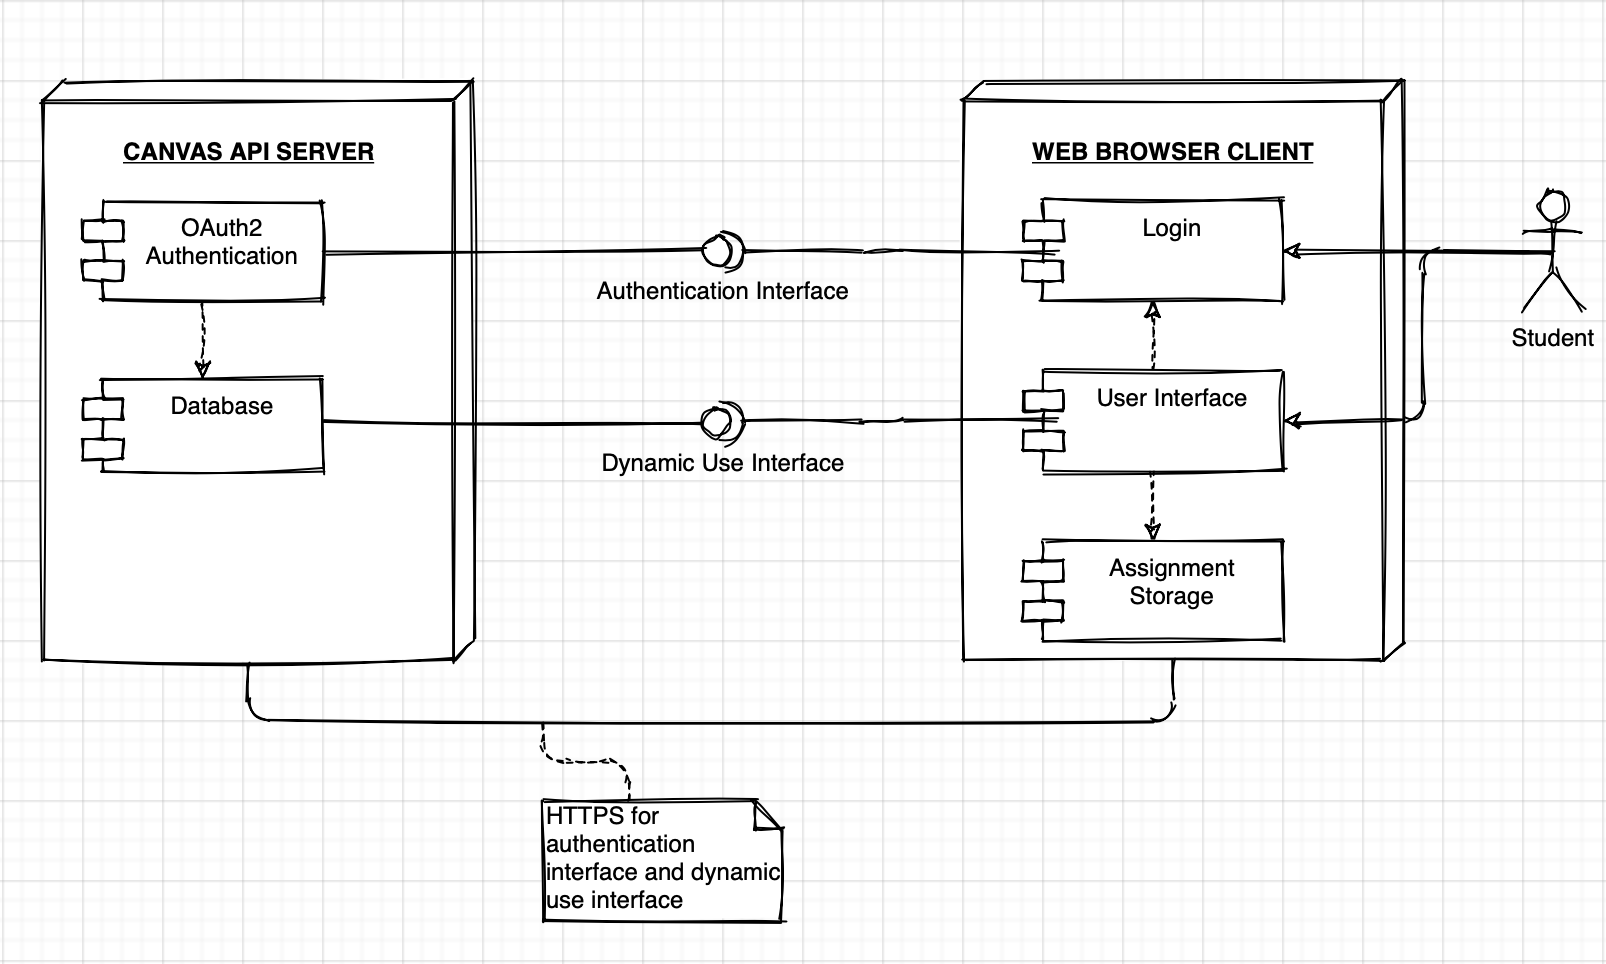 CANVAS API SERVER
OAuth2
Authentication
Database
Authentication Interface
Dynamic Use Interface
WEB BROWSER CLIENT
Login
User Interface
Assignment
Storage
Student
HTTPS for
authentication
interface and dynamic
use interface